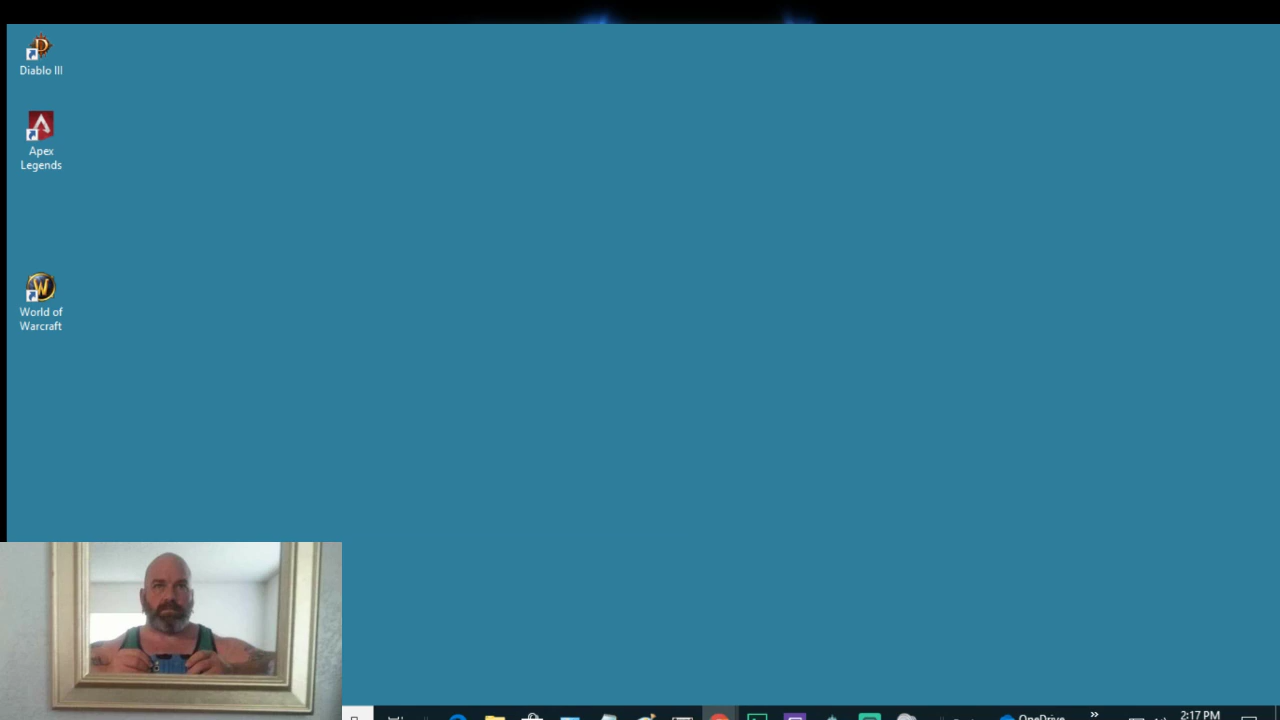 Diablo III
Apex
Legends
World of
Warcraft
OneDrive
»
2:17 PM